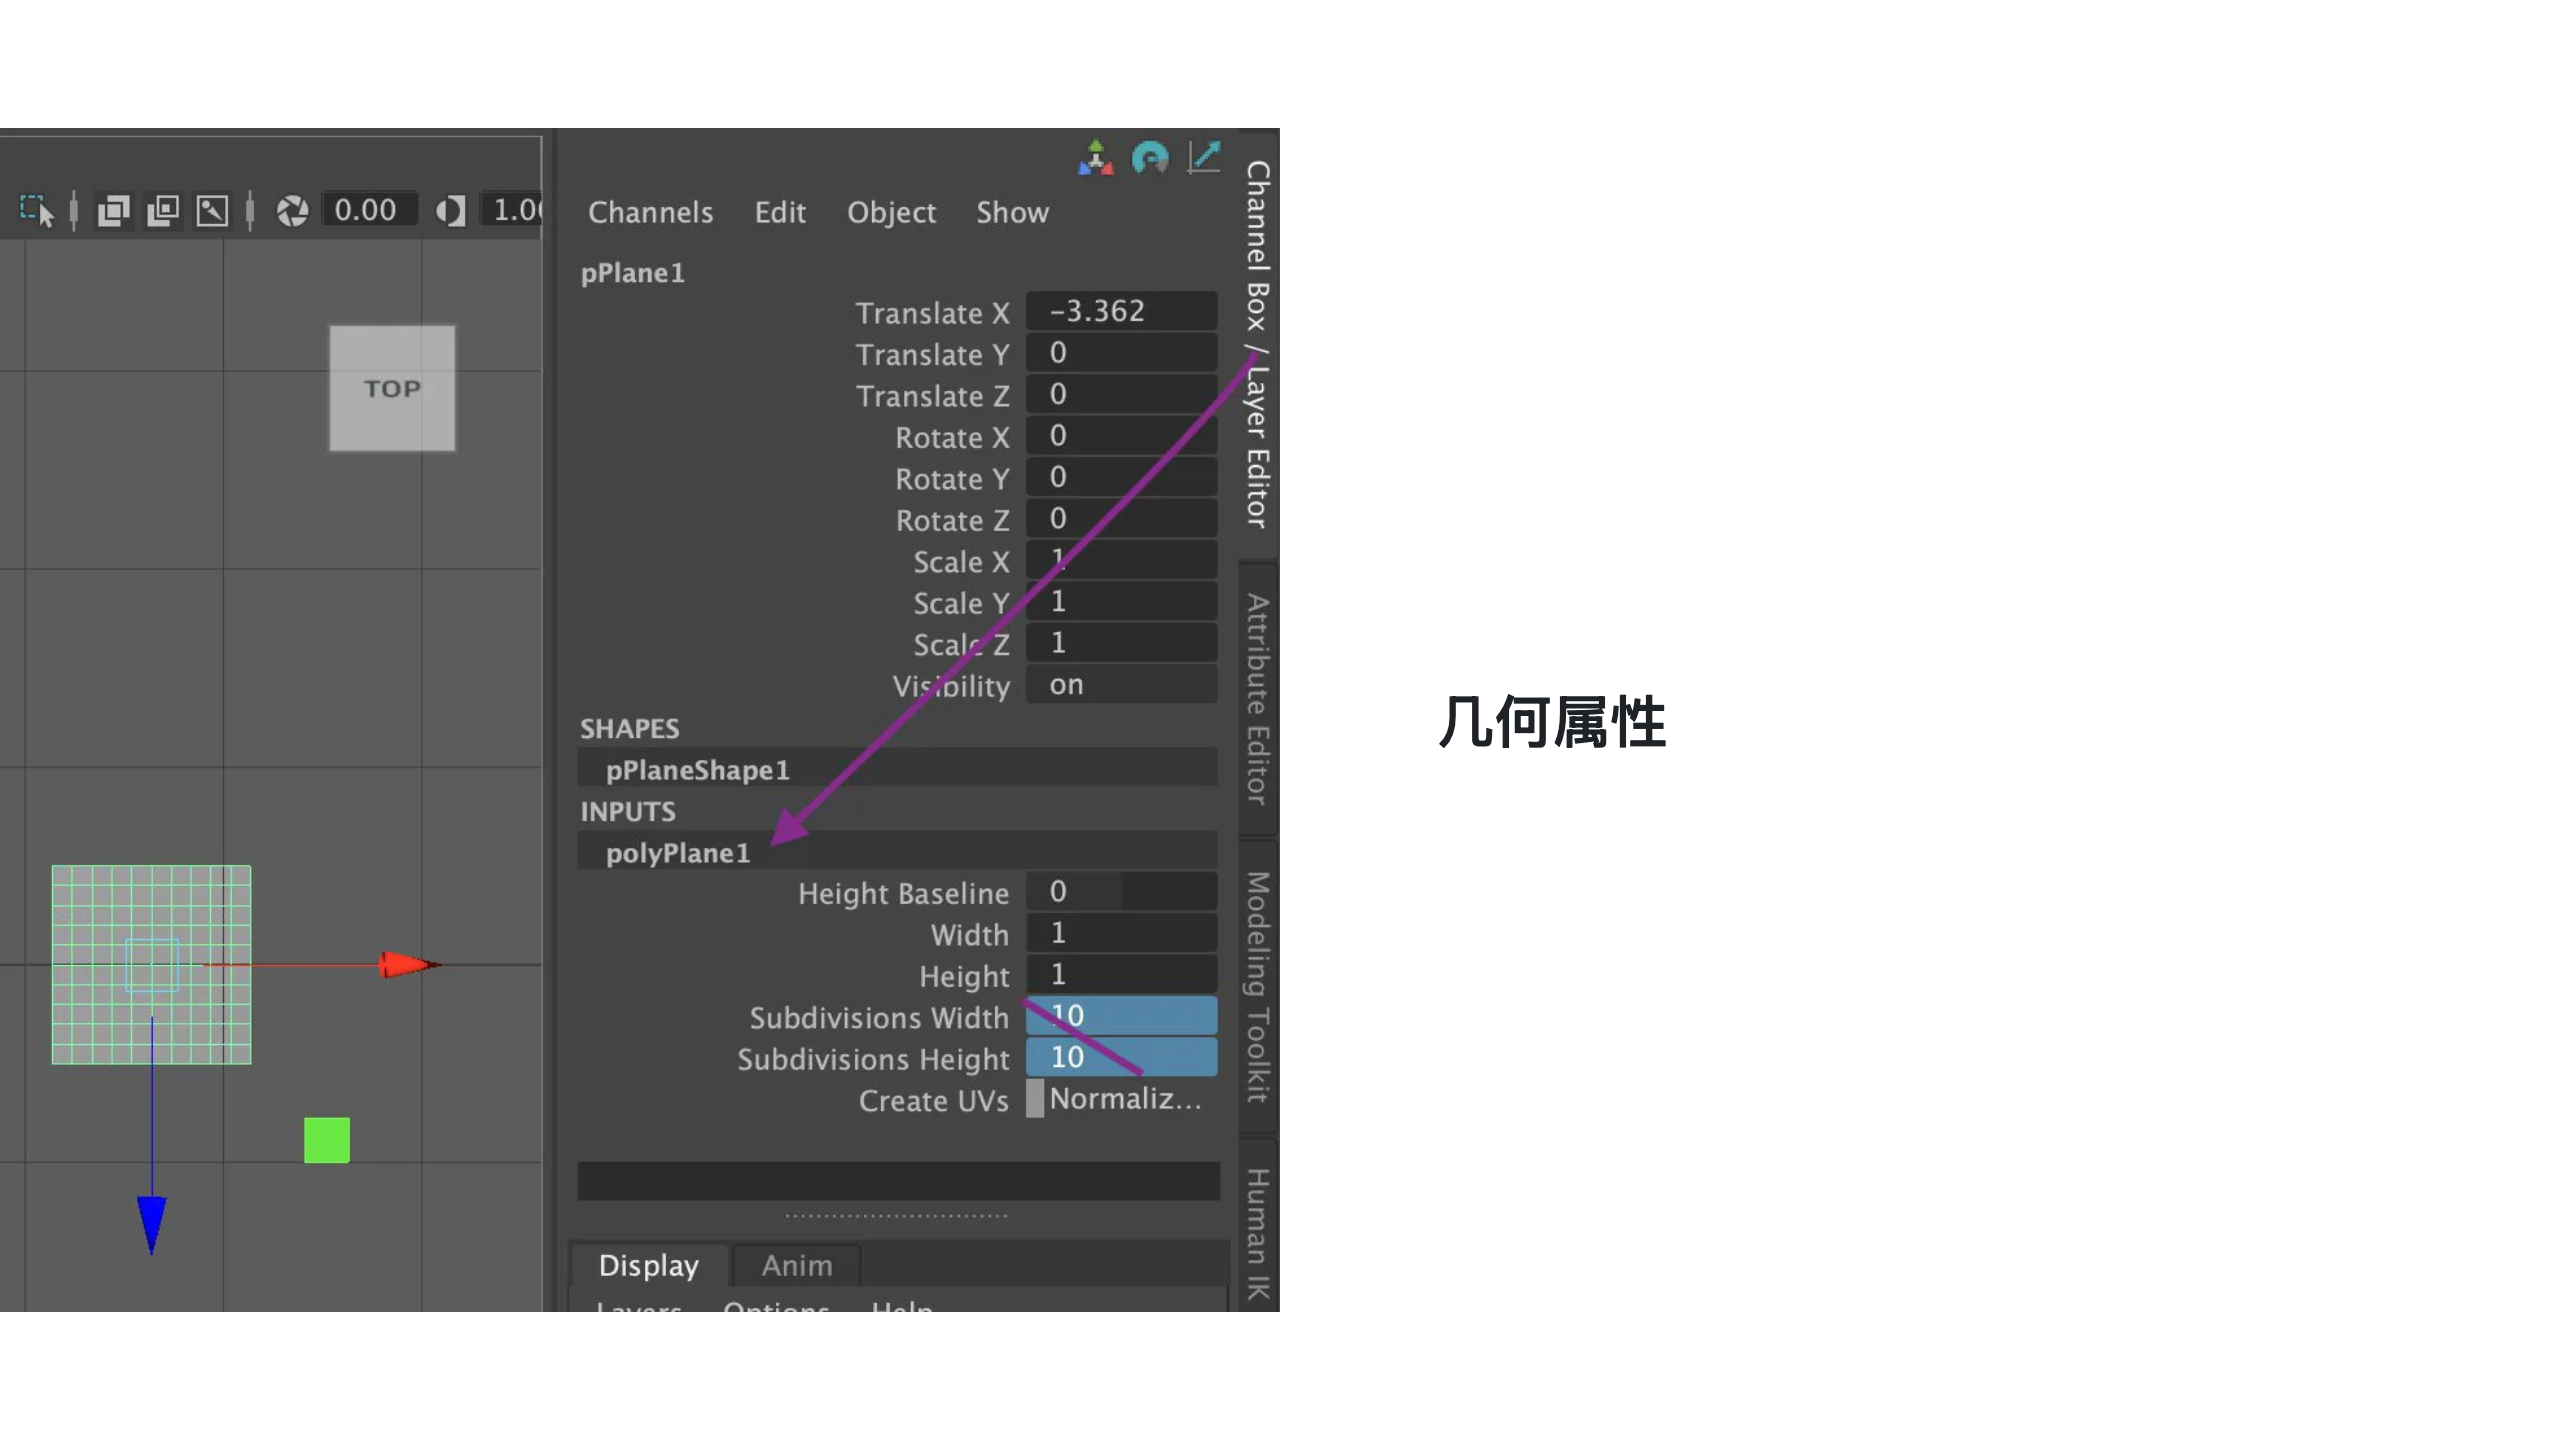 0.00
1.0
Channels Edit Object Show
pPlane1
Translate X -3.362
Translate Y 0
Translate Z 0
Rotate X 0
Rotate Y 0
Rotate Z 0
Scale X 1
Scale Y 1
Scale Z 1
Visibility on
SHAPES
pPlaneShape1
INPUTS
polyPlane1
Height Baseline 0
Width 1
Height 1
Subdivisions Width 10
Subdivisions Height 10
Create UVs Normaliz...
Display Anim
Layers Options Help
TOP
Channel Box / Layer Editor
Attribute Editor
Modeling Toolkit
Human IK
几何属性